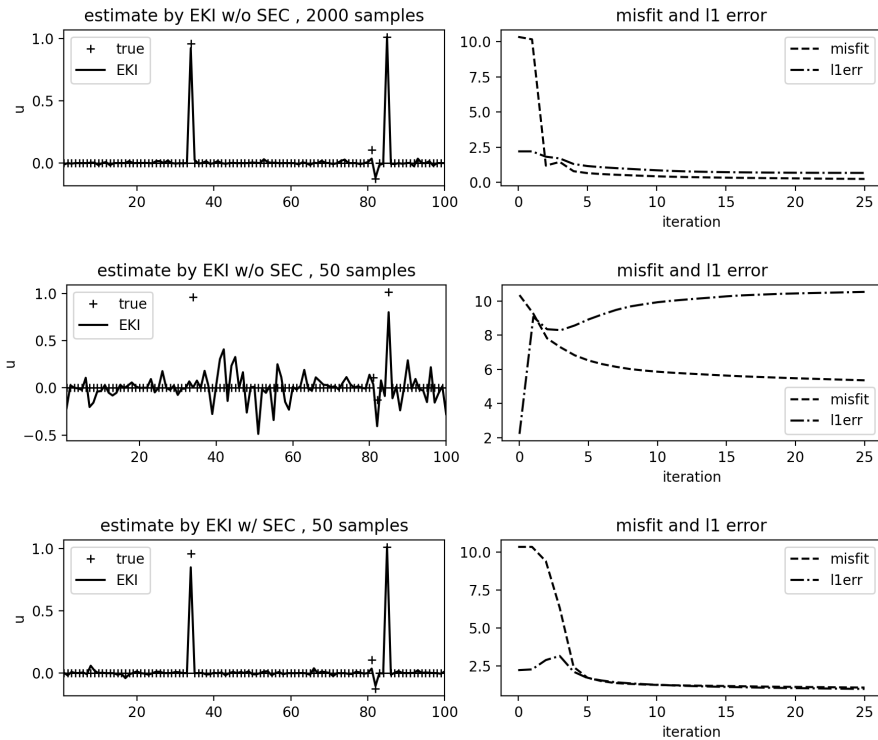 estimate by EKI w/o SEC , 2000 samples
1.0
0.5
0.0
u
true
EKI
20
40
60
80
100
misfit and l1 error
10.0
7.5
5.0
2.5
0.0
misfit
l1err
0
5
10
15
20
25
iteration
estimate by EKI w/o SEC , 50 samples
1.0
0.5
0.0
−0.5
u
true
EKI
20
40
60
80
100
misfit and l1 error
10
8
6
4
2
misfit
l1err
0
5
10
15
20
25
iteration
estimate by EKI w/ SEC , 50 samples
1.0
0.5
0.0
u
true
EKI
20
40
60
80
100
misfit and l1 error
10.0
7.5
5.0
2.5
misfit
l1err
0
5
10
15
20
25
iteration